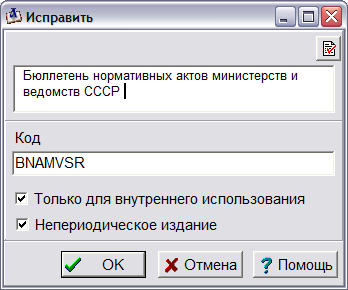 Исправить
Бюллетень нормативных актов министерств и
ведомств СССР
Код
BNAMVSR
Только для внутреннего использования
Непериодическое издание
OK
Отмена
? Помощь